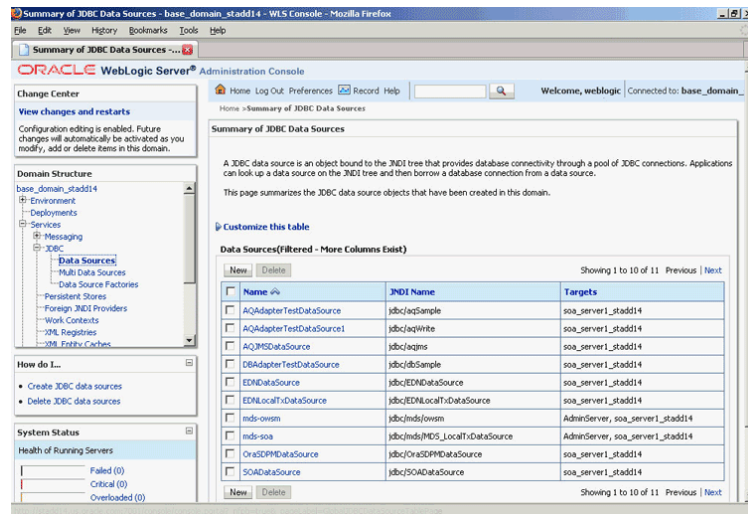 Summary of JDBC Data Sources - base_domain_stadd14 - WLS Console - Mozilla Firefox
File Edit View History Bookmarks Tools Help
Summary of JDBC Data Sources -...
ORACLE WebLogic Server® Administration Console
Change Center
View changes and restarts
Configuration editing is enabled. Future
changes will automatically be activated as you
modify, add or delete items in this domain.
Domain Structure
base_domain_stadd14
Environment
Deployments
Services
Messaging
JDBC
Data Sources
Multi Data Sources
Data Source Factories
Persistent Stores
Foreign JNDI Providers
Work Contexts
XML Registries
XML Entity Caches
How do I...
Create JDBC data sources
Delete JDBC data sources
System Status
Health of Running Servers
Failed (0)
Critical (0)
Overloaded (0)
Home Log Out Preferences Record Help
Welcome, weblogic Connected to: base_domain_
Home >Summary of JDBC Data Sources
Summary of JDBC Data Sources
A JDBC data source is an object bound to the JNDI tree that provides database connectivity through a pool of JDBC connections. Applications
can look up a data source on the JNDI tree and then borrow a database connection from a data source.
This page summarizes the JDBC data source objects that have been created in this domain.
Customize this table
Data Sources(Filtered - More Columns Exist)
New Delete Showing 1 to 10 of 11 Previous | Next
Name JNDI Name Targets
AQAdapterTestDataSource jdbc/aqSample soa_server1_stadd14
AQAdapterTestDataSource1 jdbc/aqWrite soa_server1_stadd14
AQJMSDataSource jdbc/aqjms soa_server1_stadd14
DBAdapterTestDataSource jdbc/dbSample soa_server1_stadd14
EDNDataSource jdbc/EDNDataSource soa_server1_stadd14
EDNLocalTxDataSource jdbc/EDNLocalTxDataSource soa_server1_stadd14
mds-owsm jdbc/mds/owsm AdminServer, soa_server1_stadd14
mds-soa jdbc/mds/MDS_LocalTxDataSource AdminServer, soa_server1_stadd14
OraSDPMDataSource jdbc/OraSDPMDataSource soa_server1_stadd14
SOADataSource jdbc/SOADataSource soa_server1_stadd14
New Delete Showing 1 to 10 of 11 Previous | Next